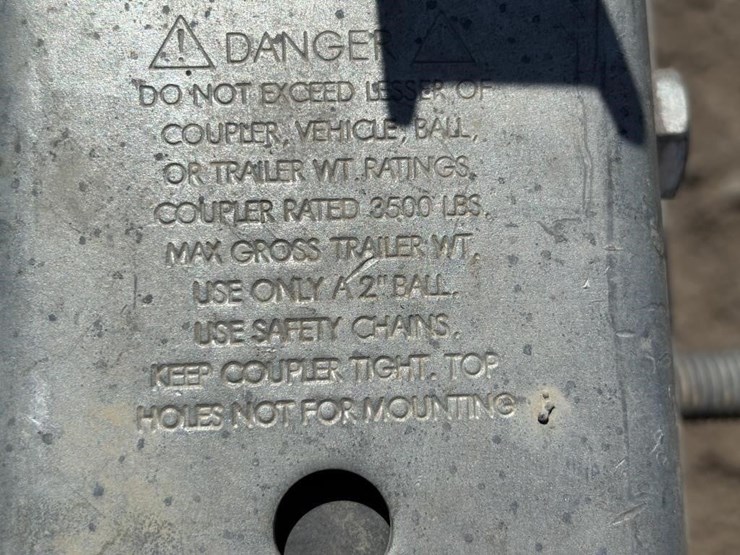 DANGER
DO NOT EXCEED LESSER OF
COUPLER, VEHICLE, BALL,
OR TRAILER WT. RATINGS.
COUPLER RATED 3500 LBS.
MAX GROSS TRAILER WT.
USE ONLY A 2" BALL.
USE SAFETY CHAINS.
KEEP COUPLER TIGHT. TOP
HOLES NOT FOR MOUNTING